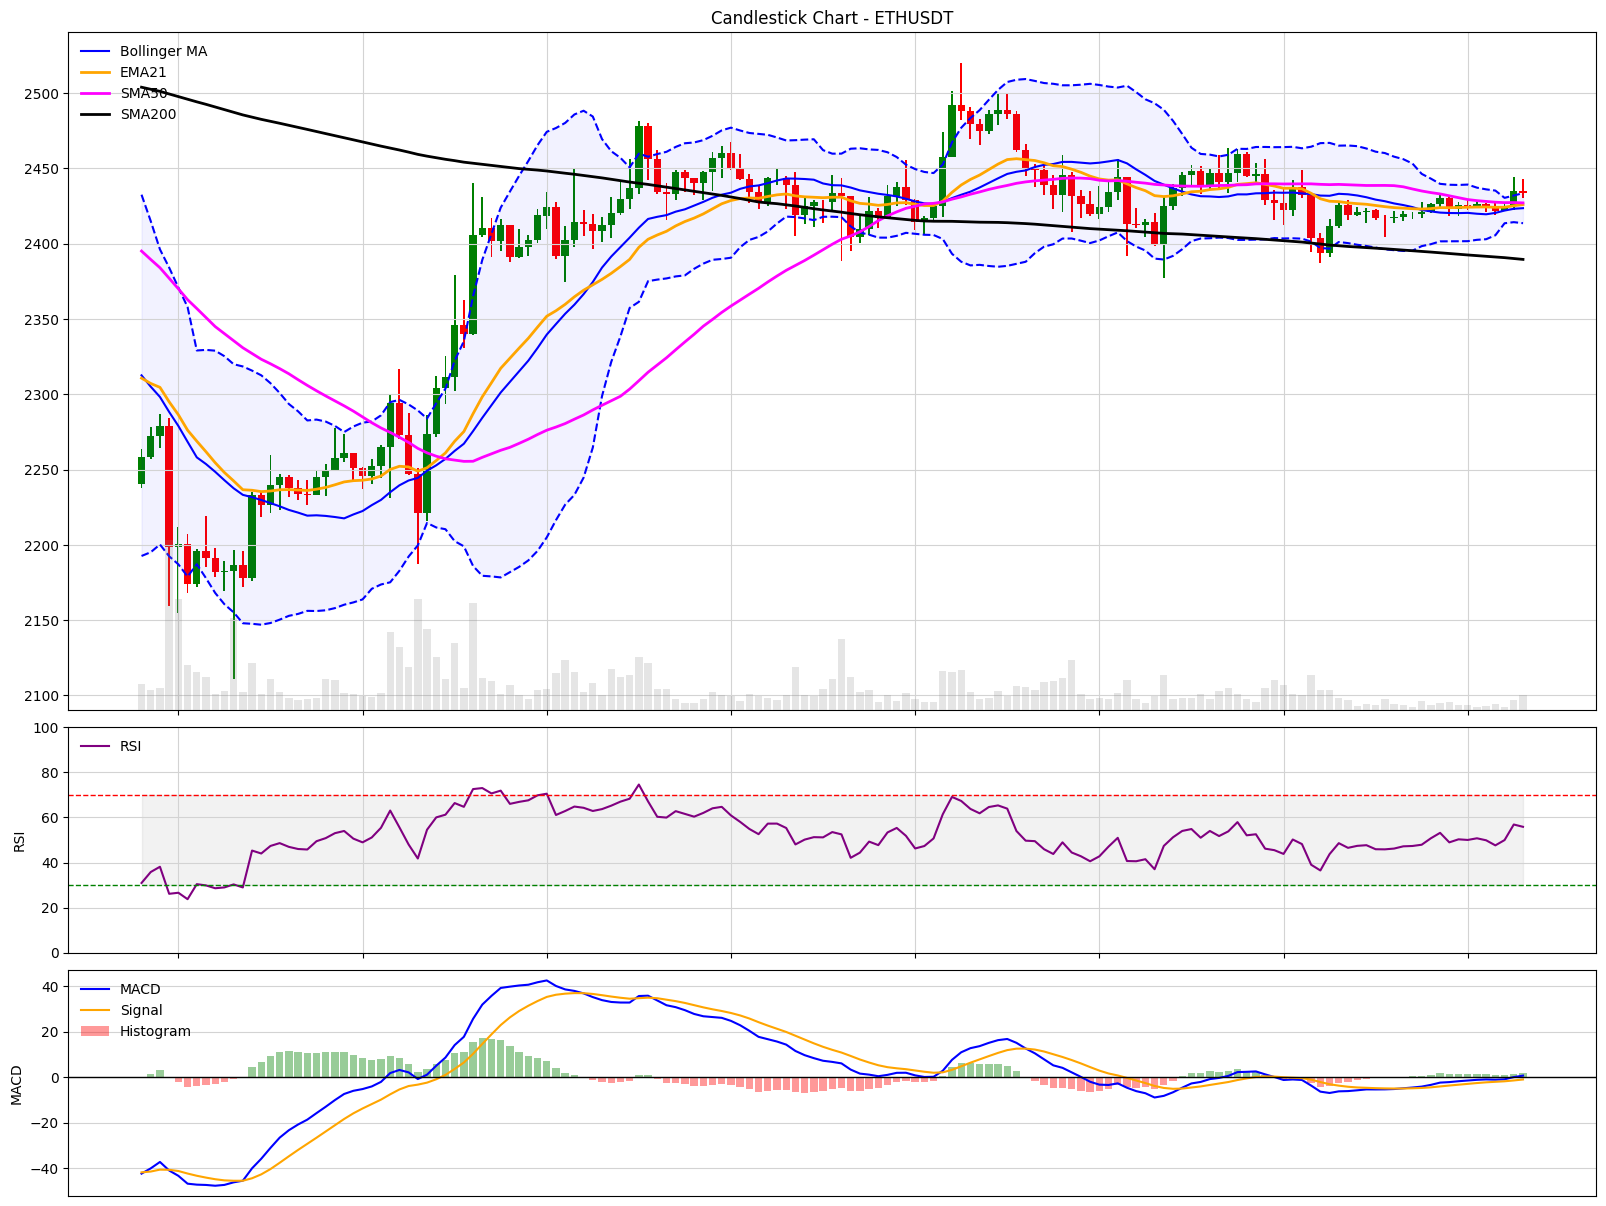 Candlestick Chart - ETHUSDT
Bollinger MA
EMA21
SMA50
SMA200
2500
2450
2400
2350
2300
2250
2200
2150
2100
RSI
100
80
60
40
20
0
RSI
MACD
Signal
Histogram
40
20
0
−20
−40
MACD